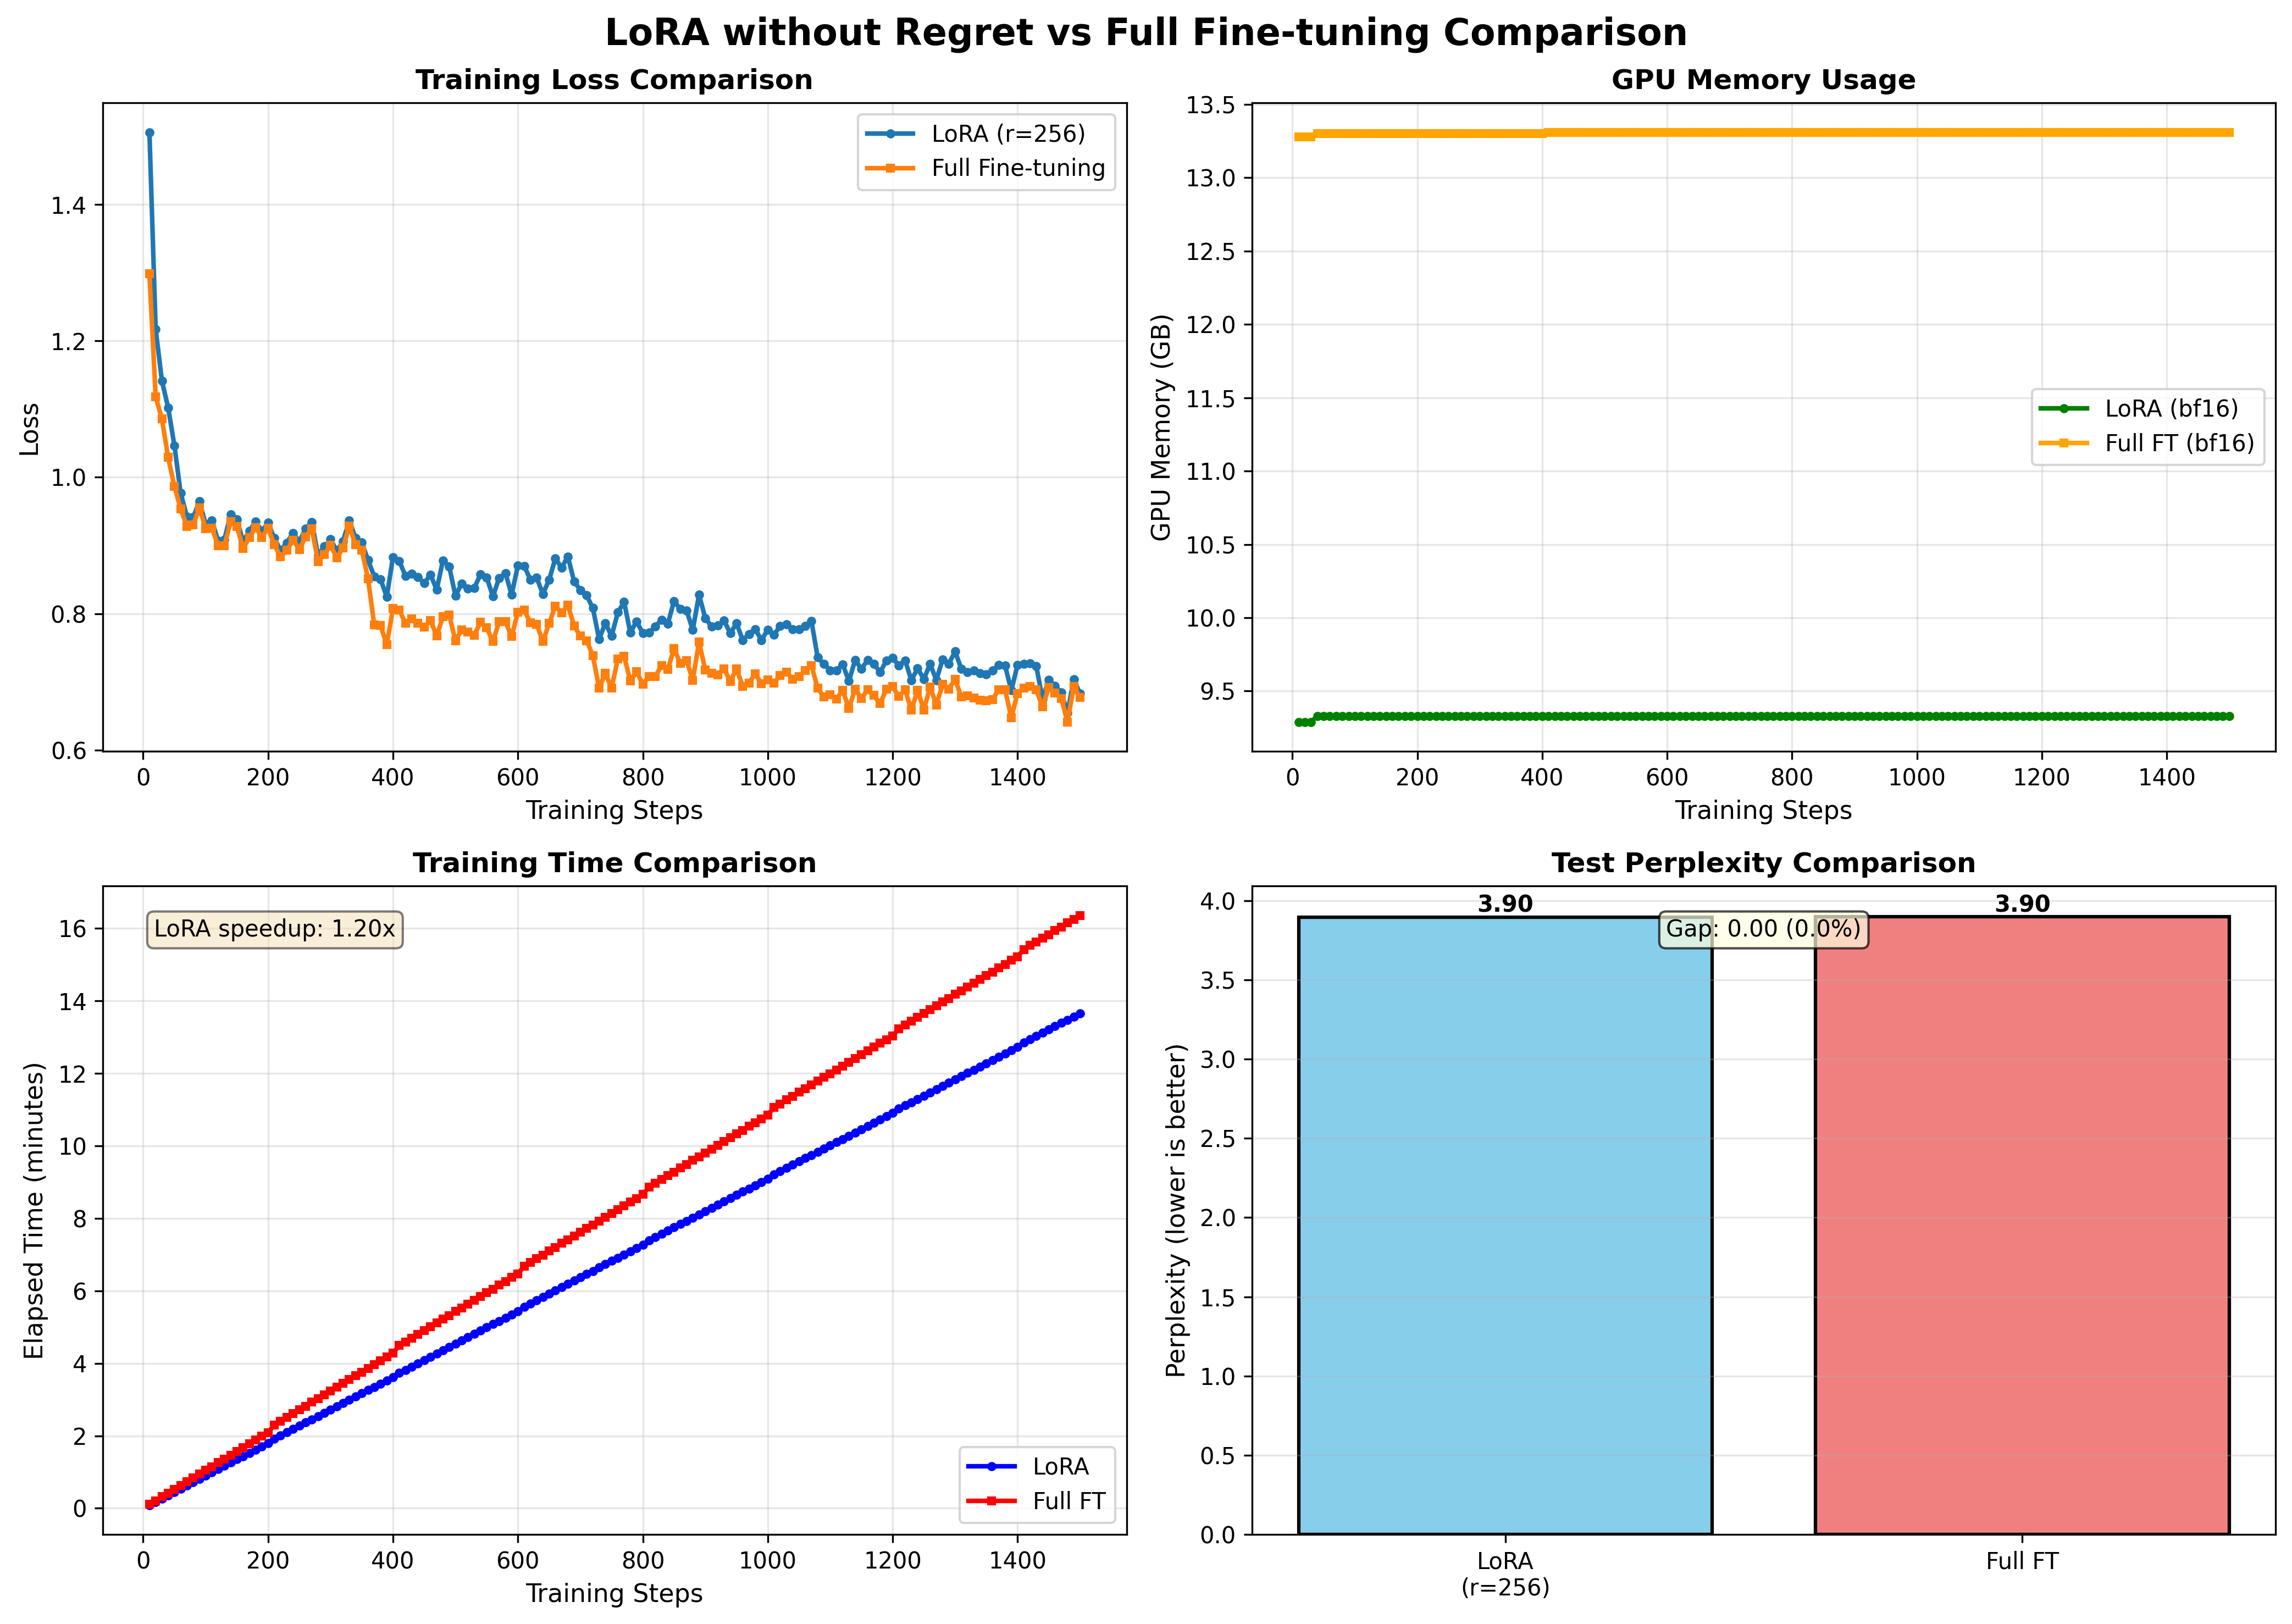 LoRA without Regret vs Full Fine-tuning Comparison
Training Loss Comparison
LoRA (r=256)
Full Fine-tuning
Loss
1.4
1.2
1.0
0.8
0.6
0 200 400 600 800 1000 1200 1400
Training Steps
GPU Memory Usage
LoRA (bf16)
Full FT (bf16)
GPU Memory (GB)
13.5
13.0
12.5
12.0
11.5
11.0
10.5
10.0
9.5
0 200 400 600 800 1000 1200 1400
Training Steps
Training Time Comparison
LoRA speedup: 1.20x
Elapsed Time (minutes)
16
14
12
10
8
6
4
2
0
LoRA
Full FT
0 200 400 600 800 1000 1200 1400
Training Steps
Test Perplexity Comparison
3.90 3.90
Gap: 0.00 (0.0%)
Perplexity (lower is better)
4.0
3.5
3.0
2.5
2.0
1.5
1.0
0.5
0.0
LoRA
(r=256)
Full FT